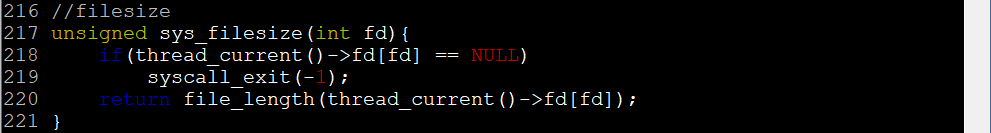 216 //filesize
217 unsigned sys_filesize(int fd){
218     if(thread_current()->fd[fd] == NULL)
219         syscall_exit(-1);
220     return file_length(thread_current()->fd[fd]);
221 }